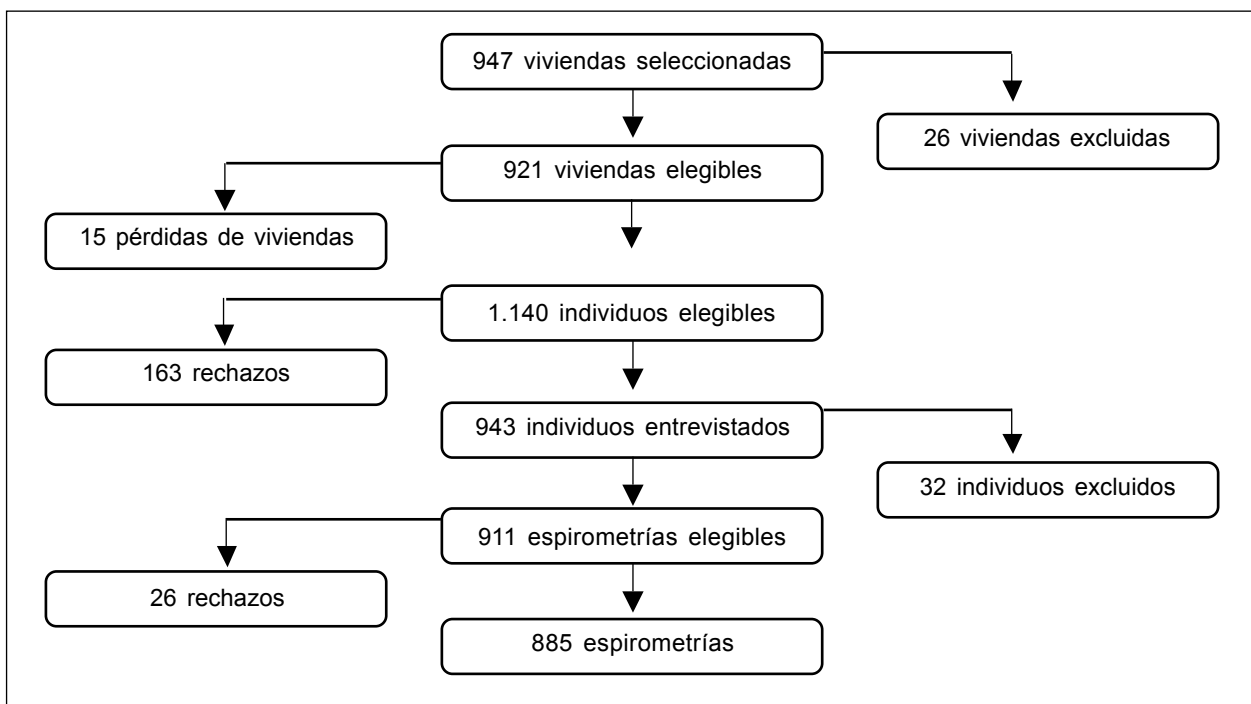 947 viviendas seleccionadas
26 viviendas excluidas
921 viviendas elegibles
15 pérdidas de viviendas
1.140 individuos elegibles
163 rechazos
943 individuos entrevistados
32 individuos excluidos
911 espirometrías elegibles
26 rechazos
885 espirometrías